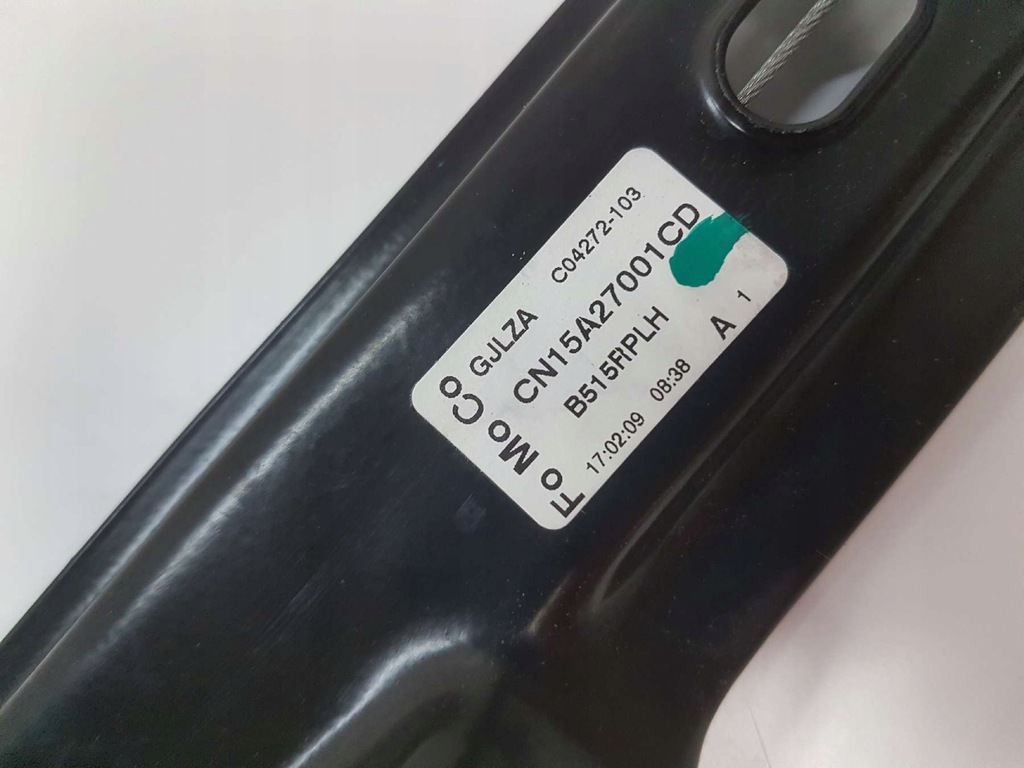 FoMoCo
GJLZA C04272-103
CN15A27001CD
B515RPLH
17:02:09 08:38 A 1